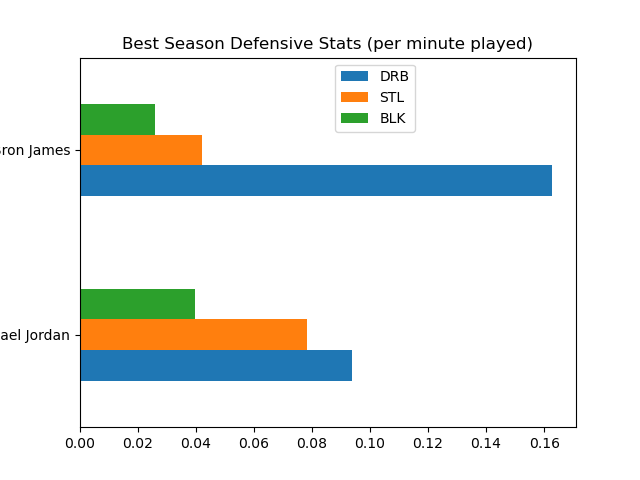 Best Season Defensive Stats (per minute played)
DRB
STL
BLK
ron James
ael Jordan
0.00 0.02 0.04 0.06 0.08 0.10 0.12 0.14 0.16